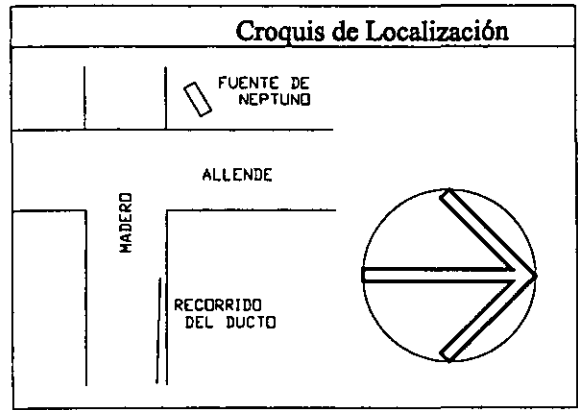 Croquis de Localización
FUENTE DE
NEPTUNO
ALLENDE
MADERO
RECORRIDO
DEL DUCTO